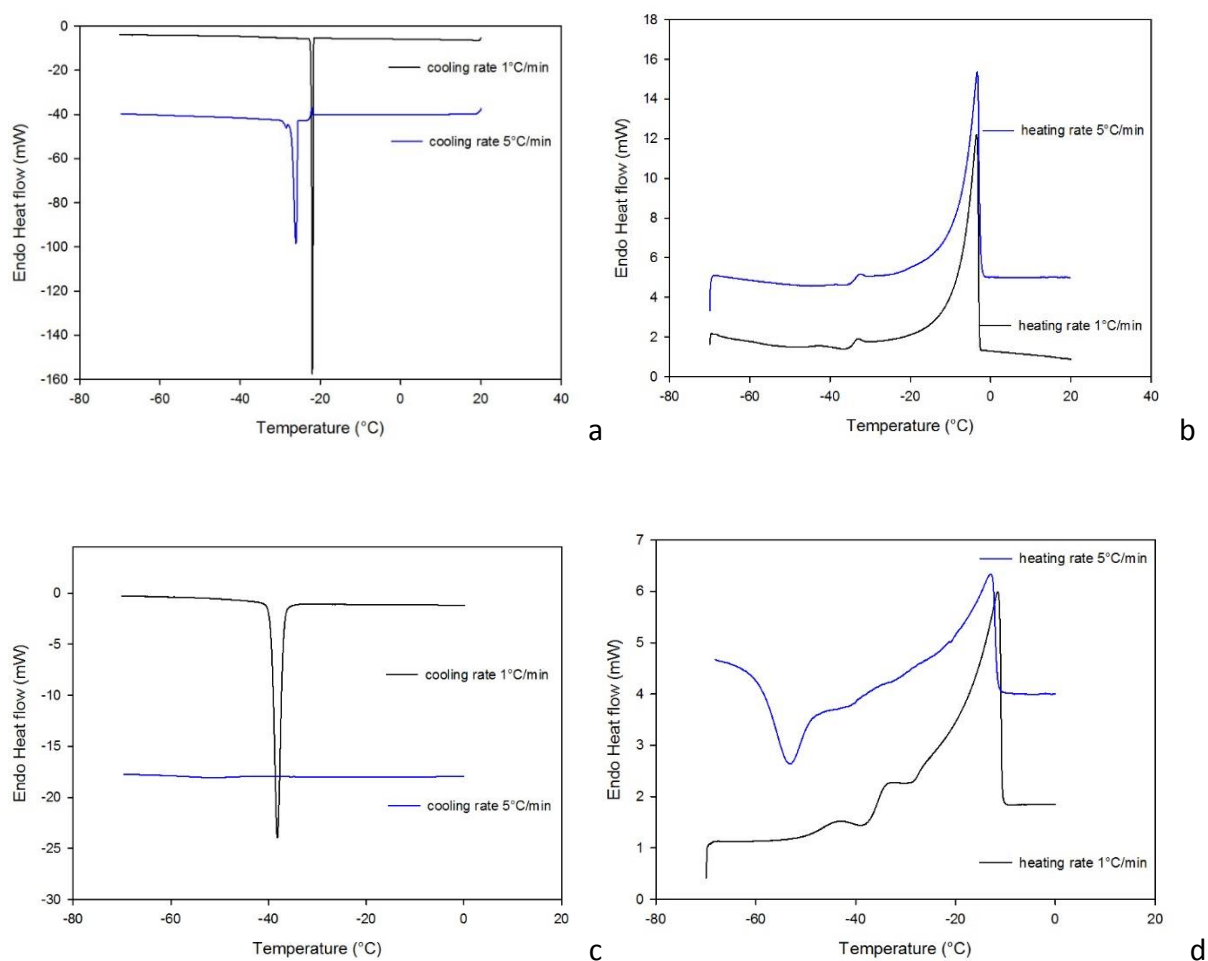 0
-20
-40
-60
-80
-100
-120
-140
-160
Endo Heat flow (mW)
cooling rate 1°C/min
cooling rate 5°C/min
-80 -60 -40 -20 0 20 40
Temperature (°C)
a
18
16
14
12
10
8
6
4
2
0
Endo Heat flow (mW)
heating rate 5°C/min
heating rate 1°C/min
-80 -60 -40 -20 0 20 40
Temperature (°C)
b
0
-5
-10
-15
-20
-25
-30
Endo Heat flow (mW)
cooling rate 1°C/min
cooling rate 5°C/min
-80 -60 -40 -20 0 20
Temperature (°C)
c
7
6
5
4
3
2
1
0
Endo Heat flow (mW)
heating rate 5°C/min
heating rate 1°C/min
-80 -60 -40 -20 0 20
Temperature (°C)
d